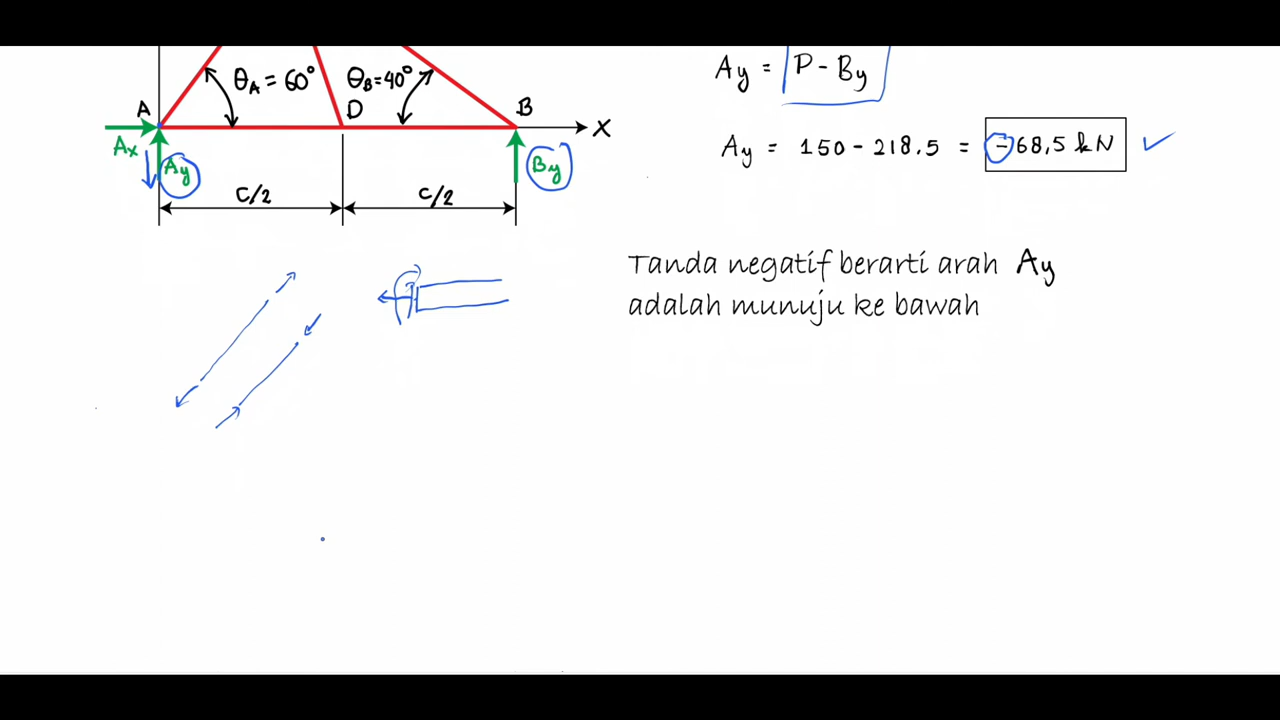 θA = 60°
θB = 40°
A
D
B
X
Ax
Ay
By
C/2
C/2
Ay = P - By
Ay = 150 - 218.5 = -68,5 kN
Tanda negatif berarti arah Ay
adalah munuju ke bawah